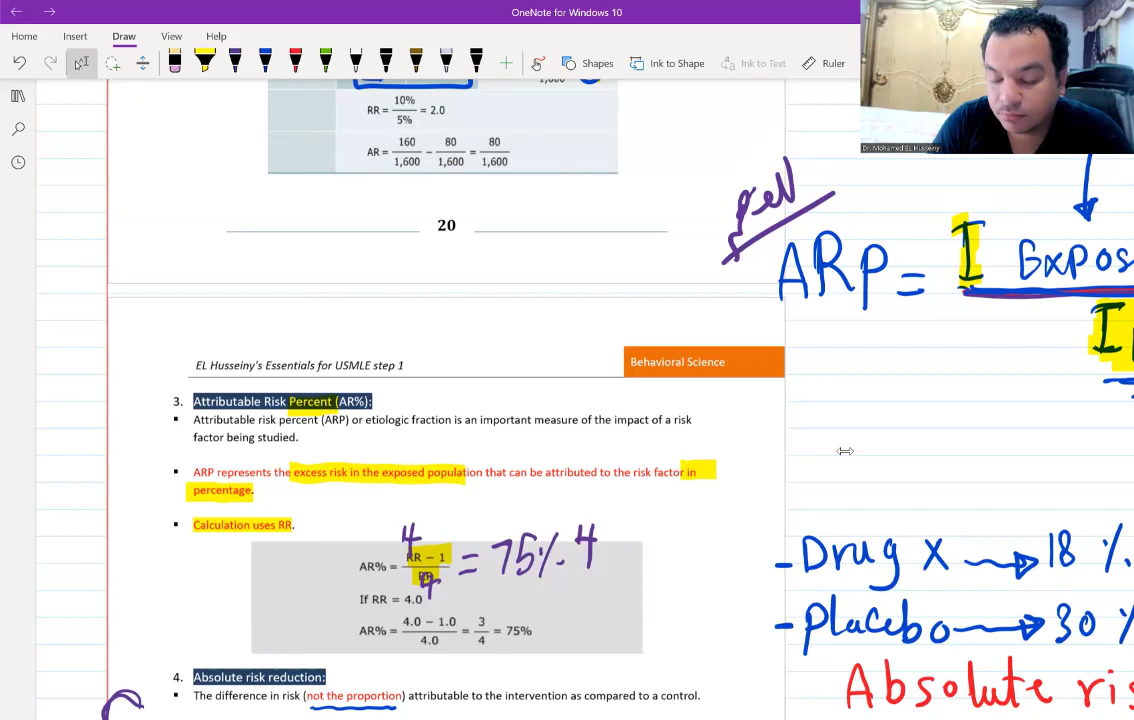 OneNote for Windows 10
Home Insert Draw View Help
Shapes Ink to Shape Ink to Text Ruler
Dr. Mohamed EL Husseiny
RR = 10% / 5% = 2.0
AR = 160 / 1,600 − 80 / 1,600 = 80 / 1,600
20
ARP = I Expos
I
EL Husseiny's Essentials for USMLE step 1
Behavioral Science
3. Attributable Risk Percent (AR%):
▪ Attributable risk percent (ARP) or etiologic fraction is an important measure of the impact of a risk
factor being studied.
▪ ARP represents the excess risk in the exposed population that can be attributed to the risk factor in
percentage.
▪ Calculation uses RR.
4
AR% = RR − 1 / RR = 75%. 4
4
If RR = 4.0
AR% = 4.0 − 1.0 / 4.0 = 3 / 4 = 75%
4. Absolute risk reduction:
▪ The difference in risk (not the proportion) attributable to the intervention as compared to a control.
- Drug X → 18 %.
- Placebo → 30 %
Absolute ris